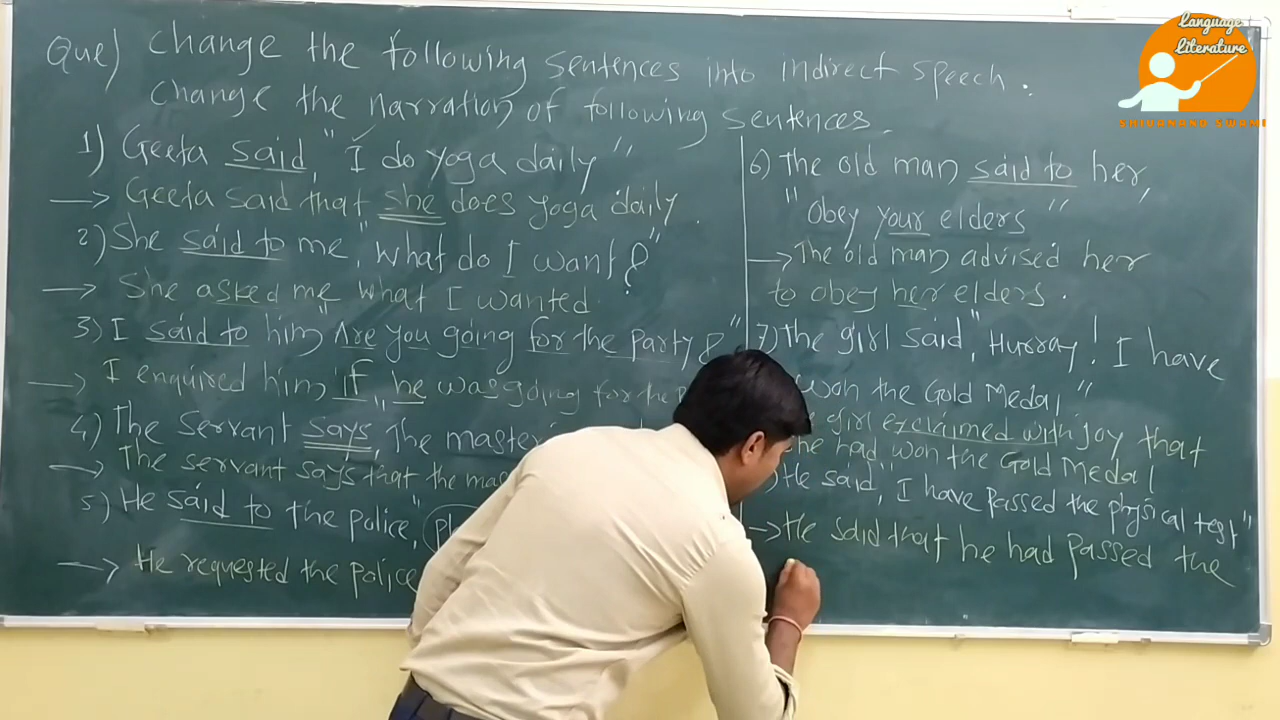 Que) Change the following sentences into indirect speech.
Change the narration of following sentences.
1) Geeta said, "I do yoga daily"
→ Geeta said that she does yoga daily.
2) She said to me, "what do I want?"
→ She asked me what I wanted.
3) I said to him, "Are you going for the party?"
→ I enquired him if he was going for the
4) The servant says, "The master
→ The servant says that the mas
5) He said to the police, "
→ He requested the police
6) The old man said to her,
"Obey your elders"
→ The old man advised her
to obey her elders.
7) The girl said, "Hurray! I have
won the Gold Medal"
girl exclaimed with joy that
had won the Gold Medal
) He said, "I have passed the physical test"
→ He said that he had passed the
Language
Literature
SHIVANAND SWAMI